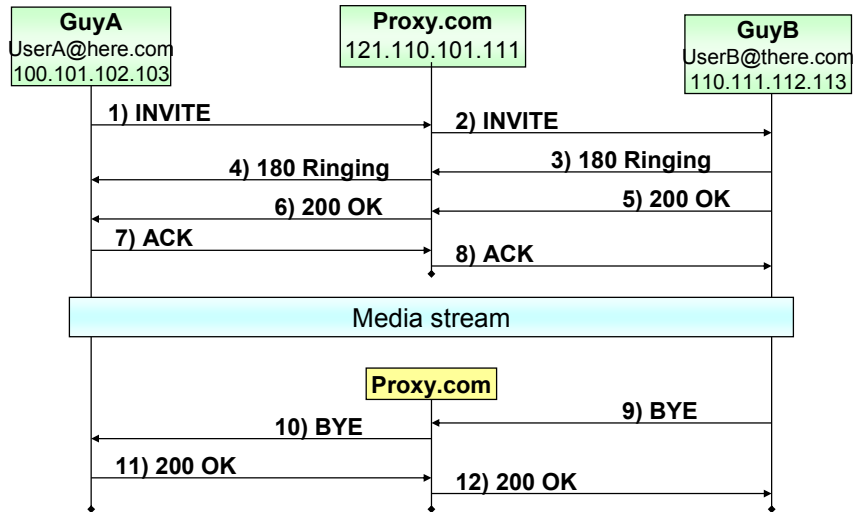 GuyA
UserA@here.com
100.101.102.103
Proxy.com
121.110.101.111
GuyB
UserB@there.com
110.111.112.113
1) INVITE
2) INVITE
3) 180 Ringing
4) 180 Ringing
5) 200 OK
6) 200 OK
7) ACK
8) ACK
Media stream
Proxy.com
9) BYE
10) BYE
11) 200 OK
12) 200 OK